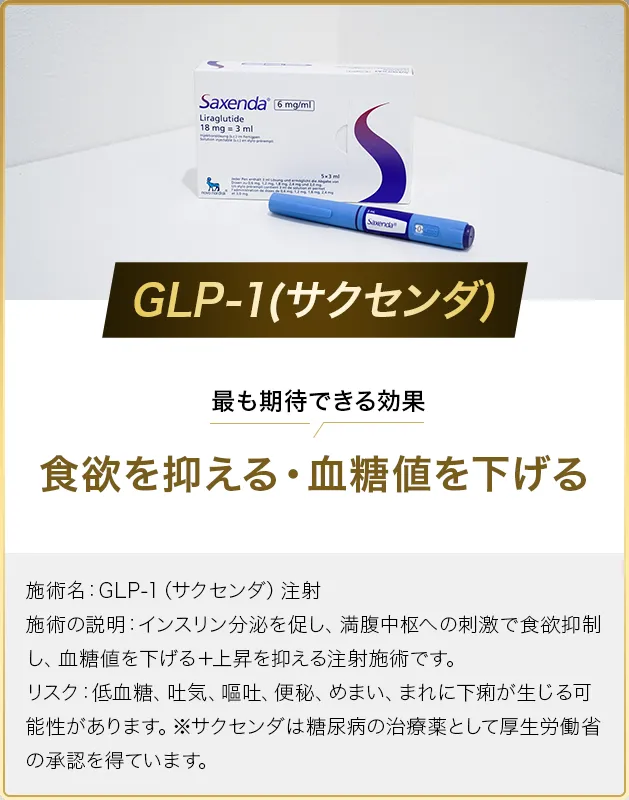 Saxenda® 6 mg/ml
Liraglutide
18 mg = 3 ml
5 x 3 ml
Saxenda®
GLP-1(サクセンダ)
最も期待できる効果
食欲を抑える・血糖値を下げる
施術名：GLP-1（サクセンダ）注射
施術の説明：インスリン分泌を促し、満腹中枢への刺激で食欲抑制
し、血糖値を下げる＋上昇を抑える注射施術です。
リスク：低血糖、吐気、嘔吐、便秘、めまい、まれに下痢が生じる可
能性があります。※サクセンダは糖尿病の治療薬として厚生労働省
の承認を得ています。